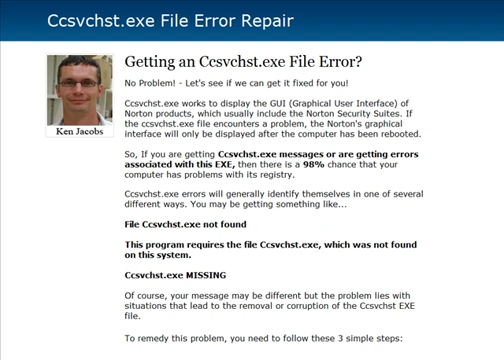 Ccsvchst.exe File Error Repair
Getting an Ccsvchst.exe File Error?
No Problem! - Let's see if we can get it fixed for you!
Ken Jacobs
Ccsvchst.exe works to display the GUI (Graphical User Interface) of
Norton products, which usually include the Norton Security Suites. If
the ccsvchst.exe file encounters a problem, the Norton's graphical
interface will only be displayed after the computer has been rebooted.
So, If you are getting Ccsvchst.exe messages or are getting errors
associated with this EXE, then there is a 98% chance that your
computer has problems with its registry.
Ccsvchst.exe errors will generally identify themselves in one of several
different ways. You may be getting something like...
File Ccsvchst.exe not found
This program requires the file Ccsvchst.exe, which was not found
on this system.
Ccsvchst.exe MISSING
Of course, your message may be different but the problem lies with
situations that lead to the removal or corruption of the Ccsvchst EXE
file.
To remedy this problem, you need to follow these 3 simple steps: